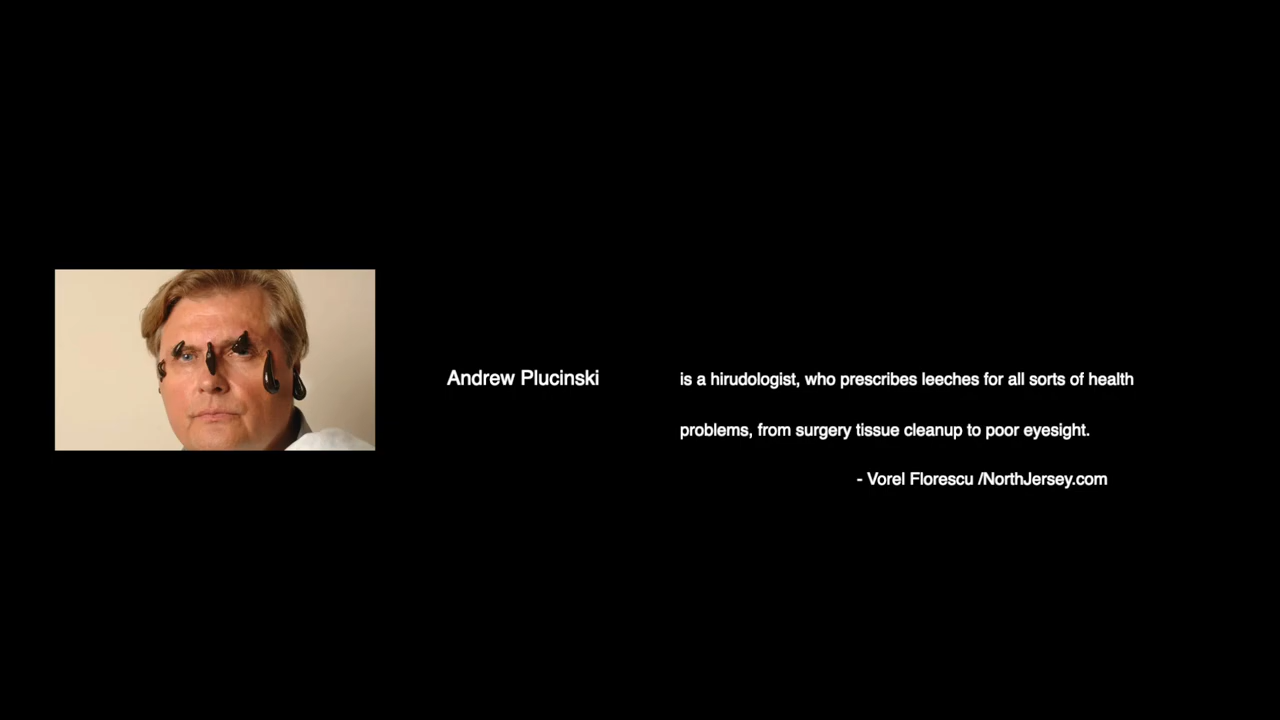 Andrew Plucinski
is a hirudologist, who prescribes leeches for all sorts of health
problems, from surgery tissue cleanup to poor eyesight.
- Vorel Florescu /NorthJersey.com